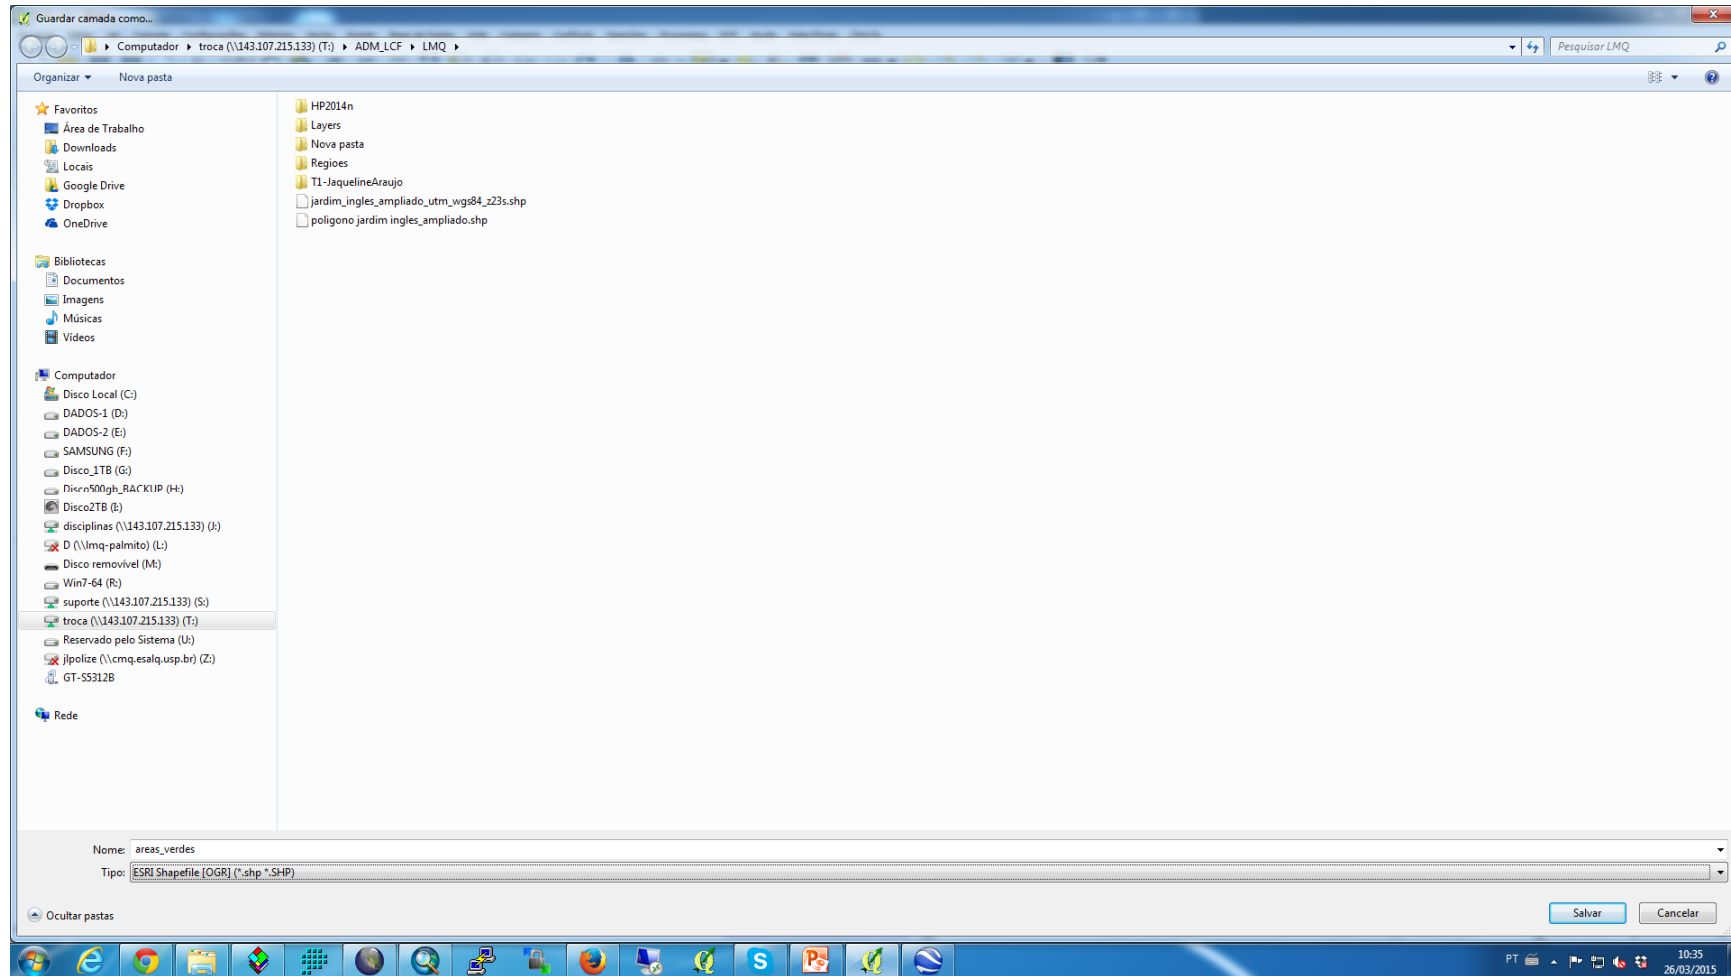 Guardar camada como...
Computador ▸ troca (\\143.107.215.133) (T:) ▸ ADM_LCF ▸ LMQ ▸
Pesquisar LMQ
Organizar
Nova pasta
Favoritos
Área de Trabalho
Downloads
Locais
Google Drive
Dropbox
OneDrive
Bibliotecas
Documentos
Imagens
Músicas
Vídeos
Computador
Disco Local (C:)
DADOS-1 (D:)
DADOS-2 (E:)
SAMSUNG (F:)
Disco_1TB (G:)
Disco500gb_BACKUP (H:)
Disco2TB (I:)
disciplinas (\\143.107.215.133) (J:)
D (\\lmq-palmito) (L:)
Disco removível (M:)
Win7-64 (R:)
suporte (\\143.107.215.133) (S:)
troca (\\143.107.215.133) (T:)
Reservado pelo Sistema (U:)
jlpolize (\\cmq.esalq.usp.br) (Z:)
GT-S5312B
Rede
HP2014n
Layers
Nova pasta
Regioes
T1-JaquelineAraujo
jardim_ingles_ampliado_utm_wgs84_z23s.shp
poligono jardim ingles_ampliado.shp
Nome: areas_verdes
Tipo: ESRI Shapefile [OGR] (*.shp *.SHP)
Ocultar pastas
Salvar
Cancelar
PT
10:35
26/03/2015